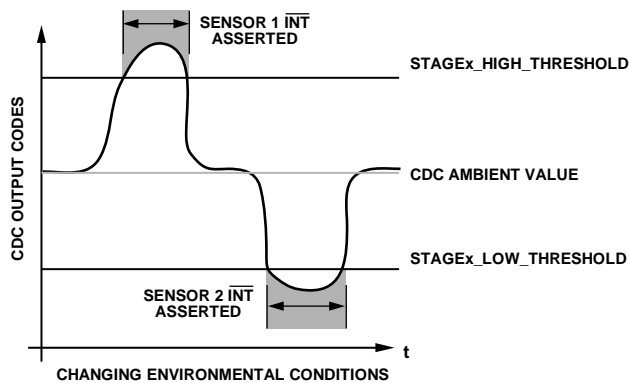 SENSOR 1 INT
ASSERTED
STAGEx_HIGH_THRESHOLD
CDC OUTPUT CODES
CDC AMBIENT VALUE
STAGEx_LOW_THRESHOLD
SENSOR 2 INT
ASSERTED
t
CHANGING ENVIRONMENTAL CONDITIONS